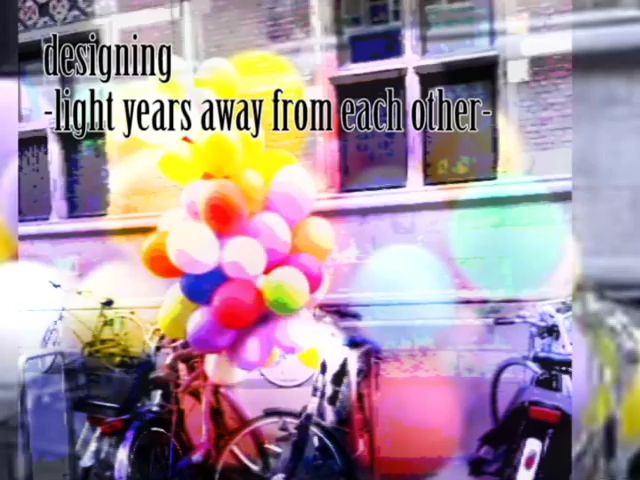 designing
-light years away from each other-